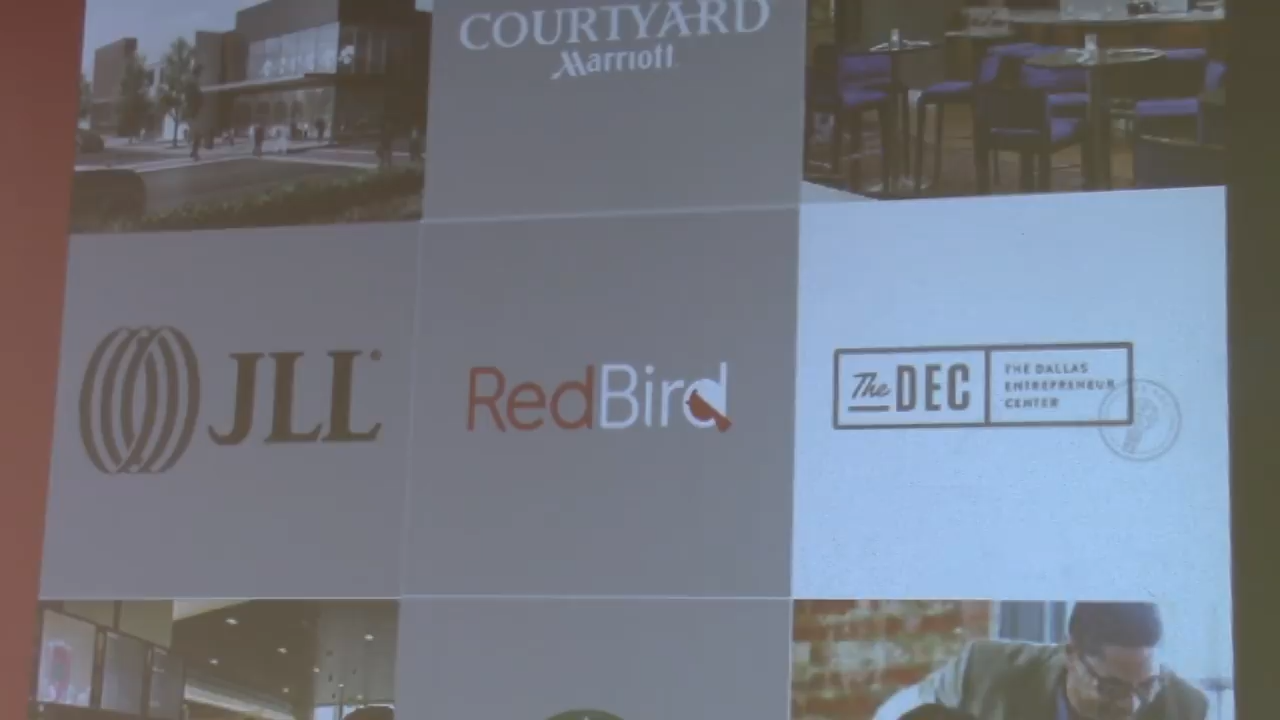 COURTYARD
Marriott
JLL®
RedBird
The DEC
THE DALLAS
ENTREPRENEUR
CENTER